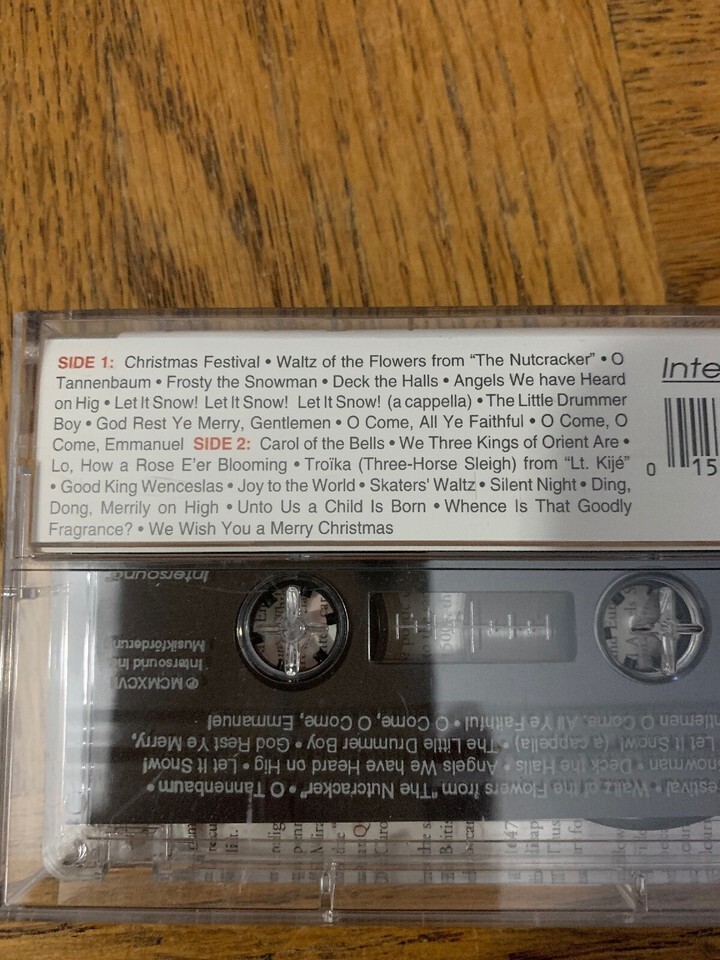 SIDE 1: Christmas Festival • Waltz of the Flowers from "The Nutcracker" • O
Tannenbaum • Frosty the Snowman • Deck the Halls • Angels We have Heard
on Hig • Let It Snow! Let It Snow! Let It Snow! (a cappella) • The Little Drummer
Boy • God Rest Ye Merry, Gentlemen • O Come, All Ye Faithful • O Come, O
Come, Emmanuel SIDE 2: Carol of the Bells • We Three Kings of Orient Are •
Lo, How a Rose E'er Blooming • Troïka (Three-Horse Sleigh) from "Lt. Kijé"
• Good King Wenceslas • Joy to the World • Skaters' Waltz • Silent Night • Ding,
Dong, Merrily on High • Unto Us a Child Is Born • Whence Is That Goodly
Fragrance? • We Wish You a Merry Christmas
Inte
0 15
estival • Waltz of the Flowers from "The Nutcracker" • O Tannenbaum •
Snowman • Deck the Halls • Angels We have Heard on Hig • Let It Snow!
Let It Snow! (a cappella) • The Little Drummer Boy • God Rest Ye Merry,
ntlemen O Come, All Ye Faithful • O Come, O Come, Emmanuel
℗ MCMXCVI
Intersound Inc
Musikförderung
Intersound